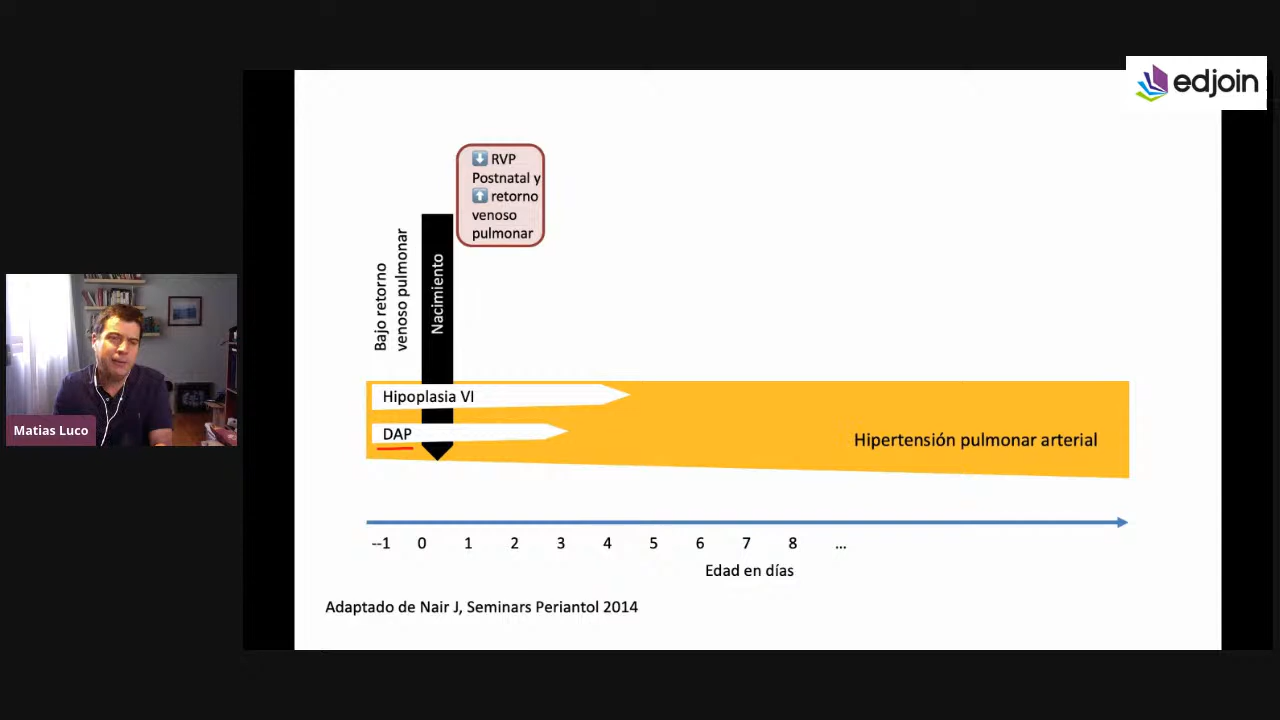 edjoin
⬇️ RVP
Postnatal y
⬆️ retorno
venoso
pulmonar
Bajo retorno
venoso pulmonar
Nacimiento
Hipoplasia VI
DAP
Hipertensión pulmonar arterial
Matias Luco
--1 0 1 2 3 4 5 6 7 8 ...
Edad en días
Adaptado de Nair J, Seminars Periantol 2014